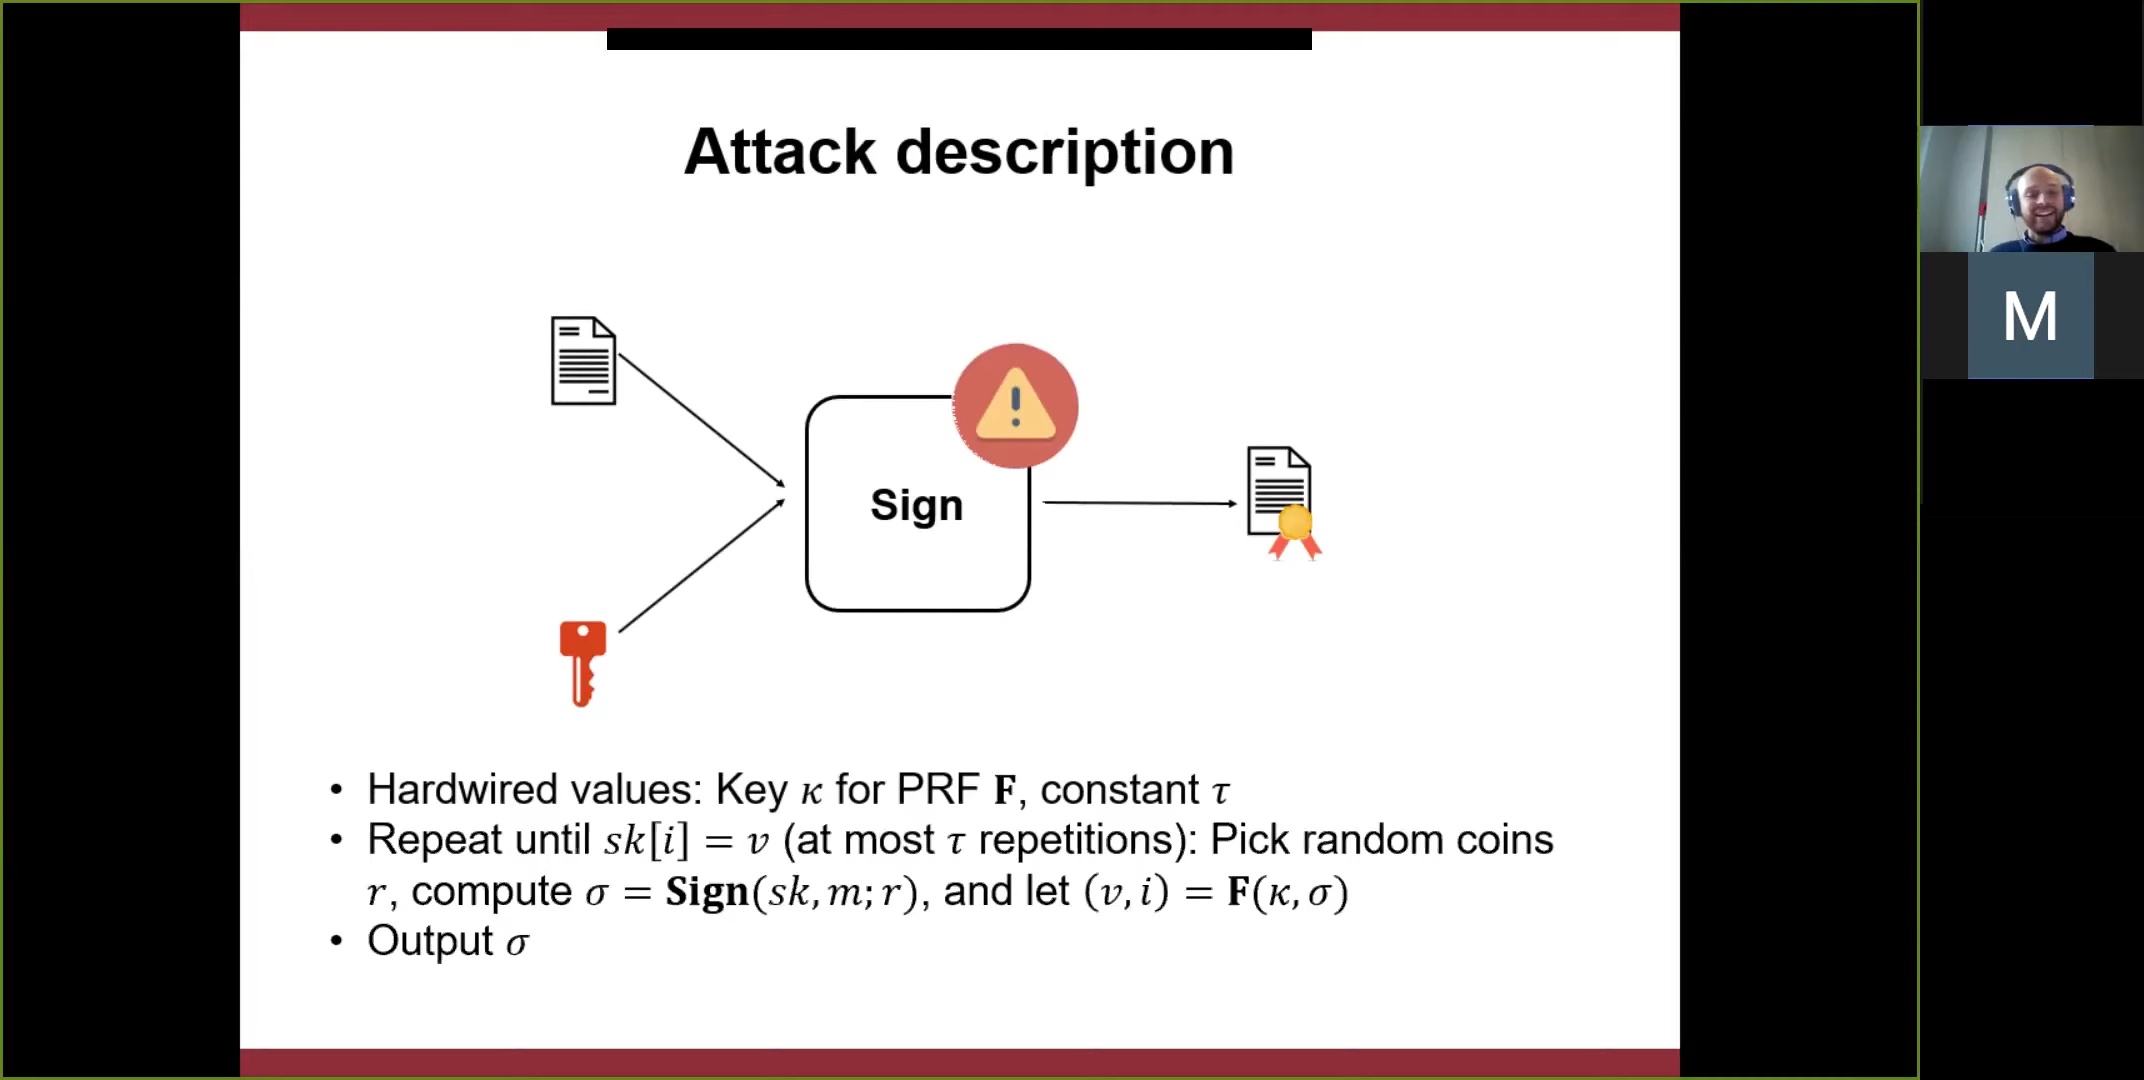 Attack description
Sign
• Hardwired values: Key κ for PRF F, constant τ
• Repeat until sk[i] = v (at most τ repetitions): Pick random coins
r, compute σ = Sign(sk, m; r), and let (v, i) = F(κ, σ)
• Output σ
M